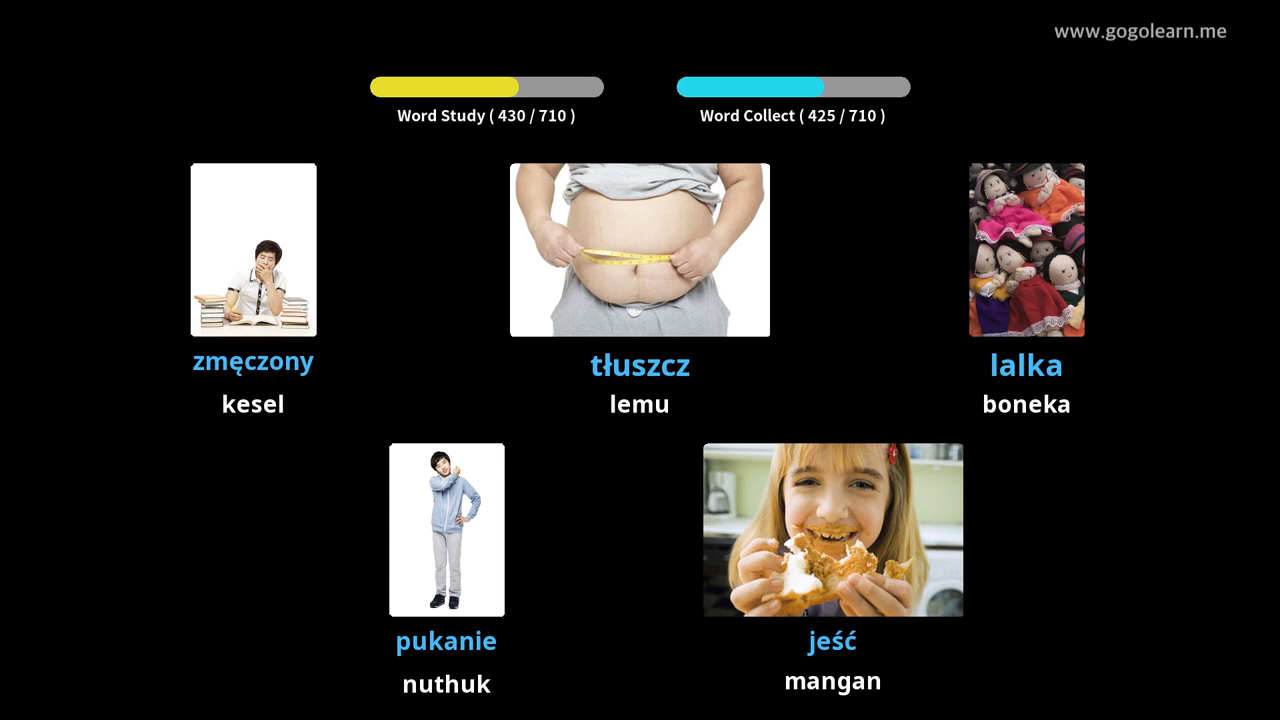 www.gogolearn.me
Word Study ( 430 / 710 )
Word Collect ( 425 / 710 )
zmęczony
kesel
tłuszcz
lemu
lalka
boneka
pukanie
nuthuk
jeść
mangan